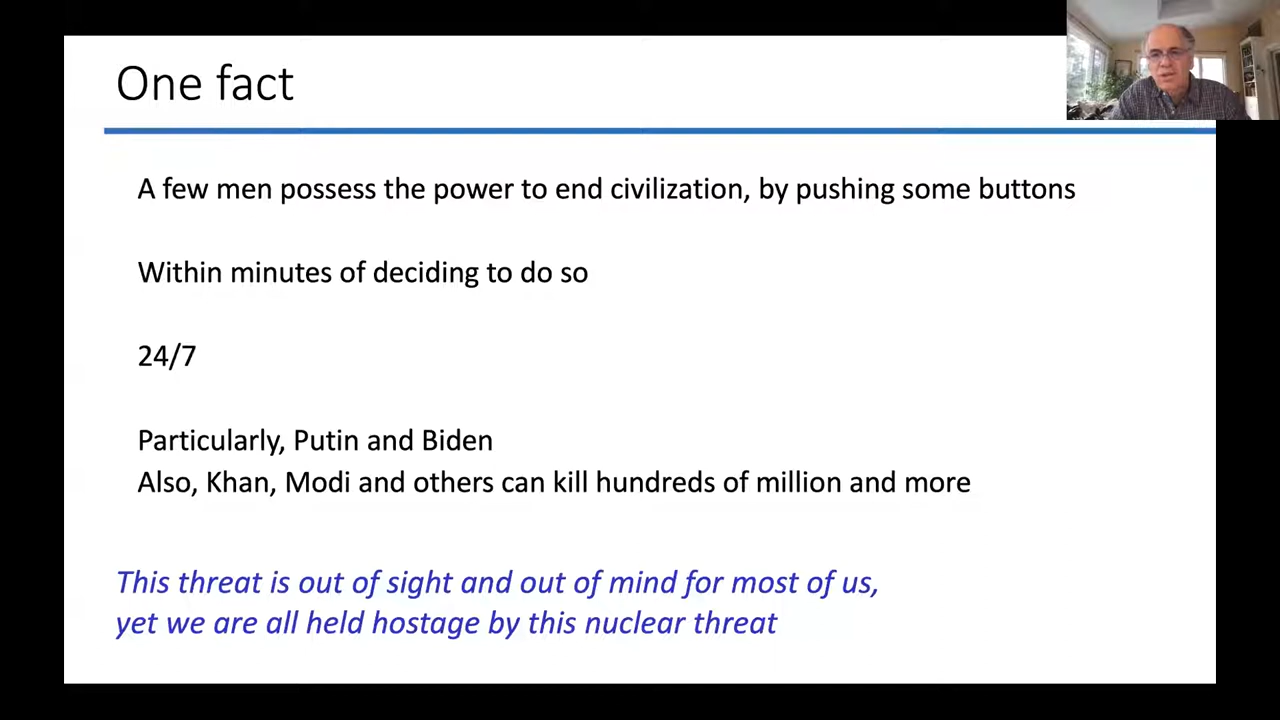 One fact
A few men possess the power to end civilization, by pushing some buttons
Within minutes of deciding to do so
24/7
Particularly, Putin and Biden
Also, Khan, Modi and others can kill hundreds of million and more
This threat is out of sight and out of mind for most of us,
yet we are all held hostage by this nuclear threat